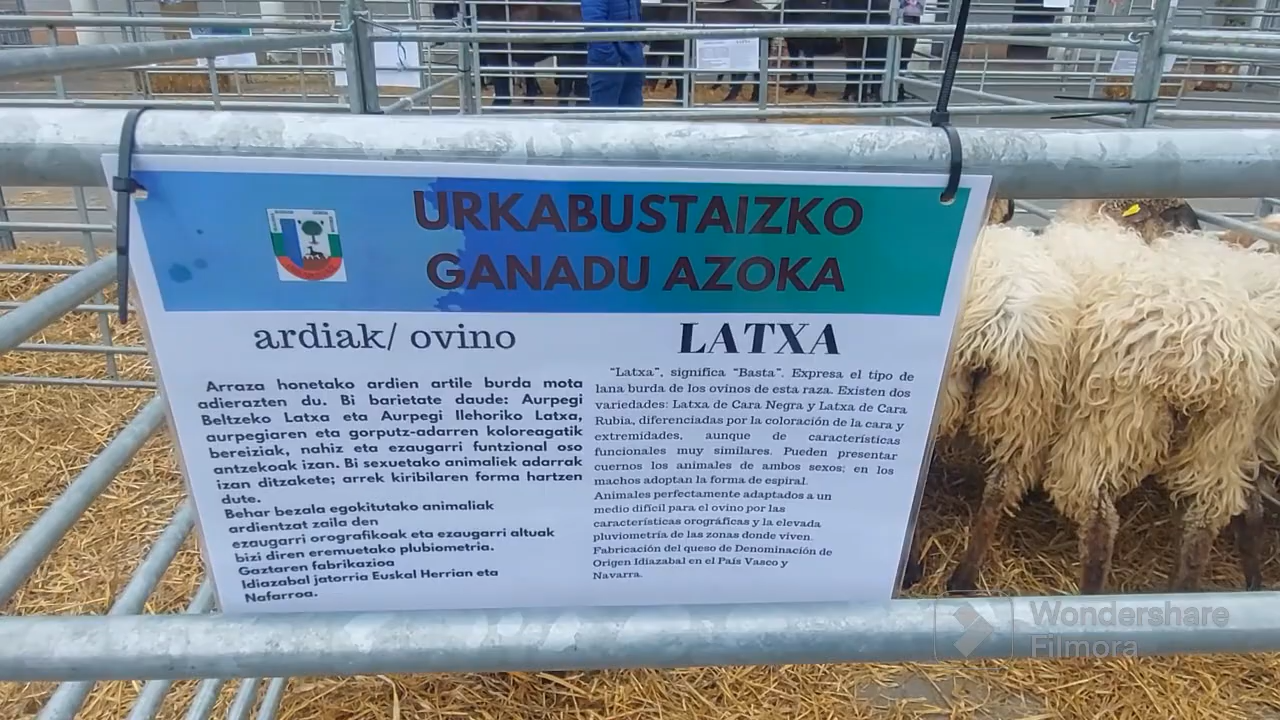 URKABUSTAIZKO
GANADU AZOKA
ardiak/ ovino
Arraza honetako ardien artile burda mota
adierazten du. Bi barietate daude: Aurpegi
Beltzeko Latxa eta Aurpegi Ilehoriko Latxa,
aurpegiaren eta gorputz-adarren koloreagatik
bereiziak, nahiz eta ezaugarri funtzional oso
antzekoak izan. Bi sexuetako animaliek adarrak
izan ditzakete; arrek kiribilaren forma hartzen
dute.
Behar bezala egokitutako animaliak
ardientzat zaila den
ezaugarri orografikoak eta ezaugarri altuak
bizi diren eremuetako plubiometria.
Gaztaren fabrikazioa
Idiazabal jatorria Euskal Herrian eta
Nafarroa.
LATXA
"Latxa", significa "Basta". Expresa el tipo de
lana burda de los ovinos de esta raza. Existen dos
variedades: Latxa de Cara Negra y Latxa de Cara
Rubia, diferenciadas por la coloración de la cara y
extremidades, aunque de características
funcionales muy similares. Pueden presentar
cuernos los animales de ambos sexos; en los
machos adoptan la forma de espiral.
Animales perfectamente adaptados a un
medio difícil para el ovino por las
características orográficas y la elevada
pluviometría de las zonas donde viven.
Fabricación del queso de Denominación de
Origen Idiazabal en el País Vasco y
Navarra.
Wondershare
Filmora